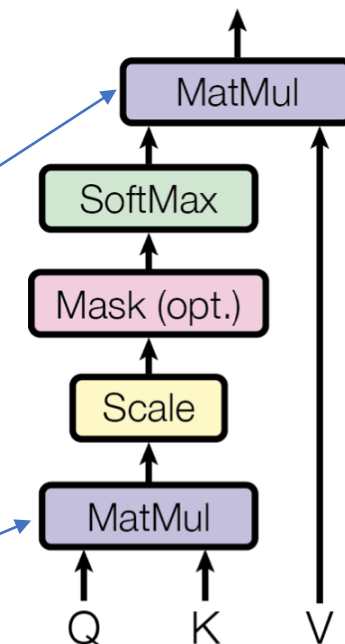 MatMul
SoftMax
Mask (opt.)
Scale
MatMul
Q K V